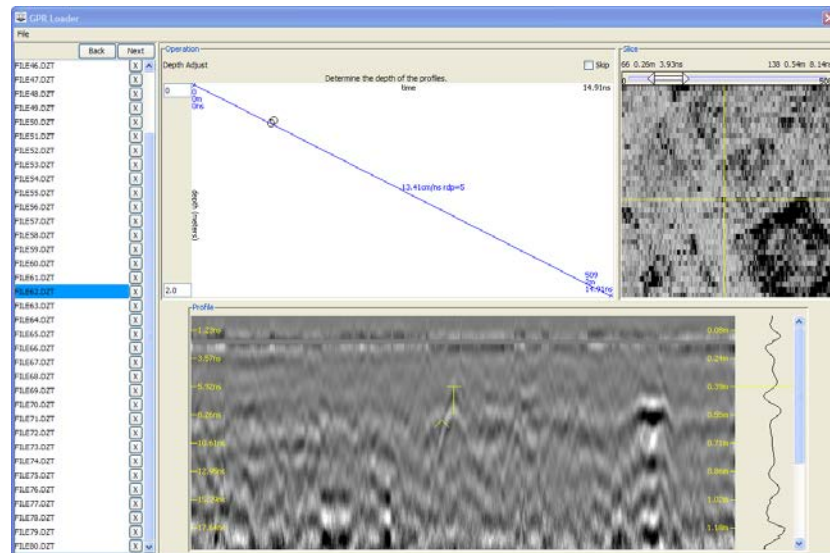 GPR Loader
File
Back Next
FILE46.DZT X
FILE47.DZT X
FILE48.DZT X
FILE49.DZT X
FILE50.DZT X
FILE51.DZT X
FILE52.DZT X
FILE53.DZT X
FILE54.DZT X
FILE55.DZT X
FILE56.DZT X
FILE57.DZT X
FILE58.DZT X
FILE59.DZT X
FILE60.DZT X
FILE61.DZT X
FILE62.DZT X
FILE63.DZT X
FILE64.DZT X
FILE65.DZT X
FILE66.DZT X
FILE67.DZT X
FILE68.DZT X
FILE69.DZT X
FILE70.DZT X
FILE71.DZT X
FILE72.DZT X
FILE73.DZT X
FILE74.DZT X
FILE75.DZT X
FILE76.DZT X
FILE77.DZT X
FILE78.DZT X
FILE79.DZT X
FILE80.DZT X
Operation
Depth Adjust
Skip
Determine the depth of the profiles.
time
14.91ns
0
0
0m
0ns
13.41cm/ns rdp=5
depth (meters)
509
2m
14.91ns
2.0
Slice
66 0.26m 3.93ns 138 0.54m 8.14ns
0
Profile
1.23ns 0.08m
3.57ns 0.24m
5.92ns 0.39m
8.26ns 0.55m
10.61ns 0.71m
12.95ns 0.86m
15.29ns 1.02m
17.64ns 1.18m